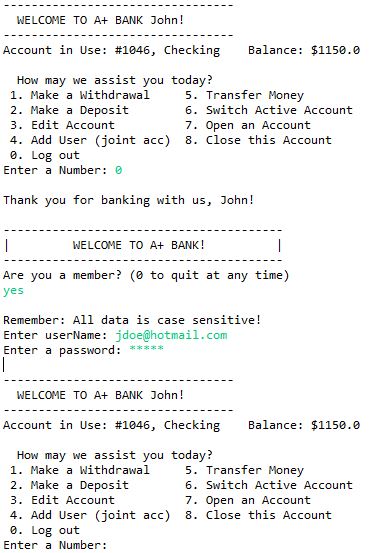 ---------------------------------
  WELCOME TO A+ BANK John!
---------------------------------
Account in Use: #1046, Checking    Balance: $1150.0
  How may we assist you today?
 1. Make a Withdrawal     5. Transfer Money
 2. Make a Deposit        6. Switch Active Account
 3. Edit Account          7. Open an Account
 4. Add User (joint acc)  8. Close this Account
 0. Log out
Enter a Number: 0
Thank you for banking with us, John!
----------------------------------------
|         WELCOME TO A+ BANK!          |
----------------------------------------
Are you a member? (0 to quit at any time)
yes
Remember: All data is case sensitive!
Enter userName: jdoe@hotmail.com
Enter a password: *****
---------------------------------
  WELCOME TO A+ BANK John!
---------------------------------
Account in Use: #1046, Checking    Balance: $1150.0
  How may we assist you today?
 1. Make a Withdrawal     5. Transfer Money
 2. Make a Deposit        6. Switch Active Account
 3. Edit Account          7. Open an Account
 4. Add User (joint acc)  8. Close this Account
 0. Log out
Enter a Number: